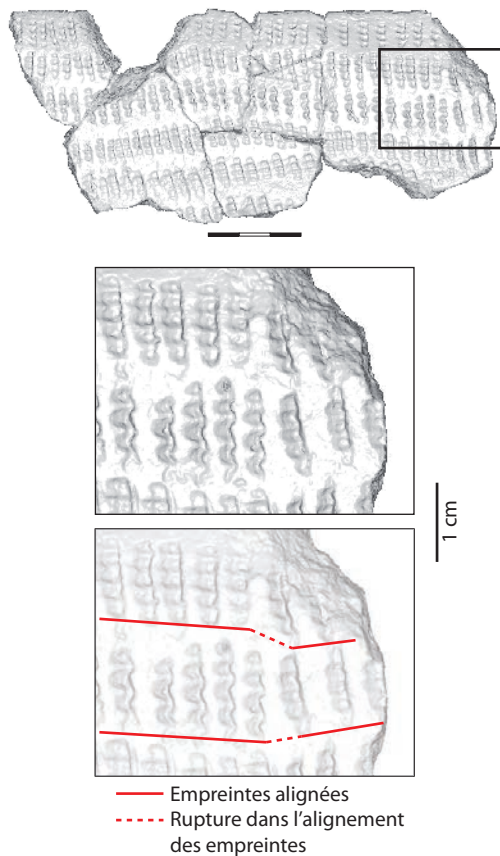 1 cm
Empreintes alignées
Rupture dans l'alignement
des empreintes